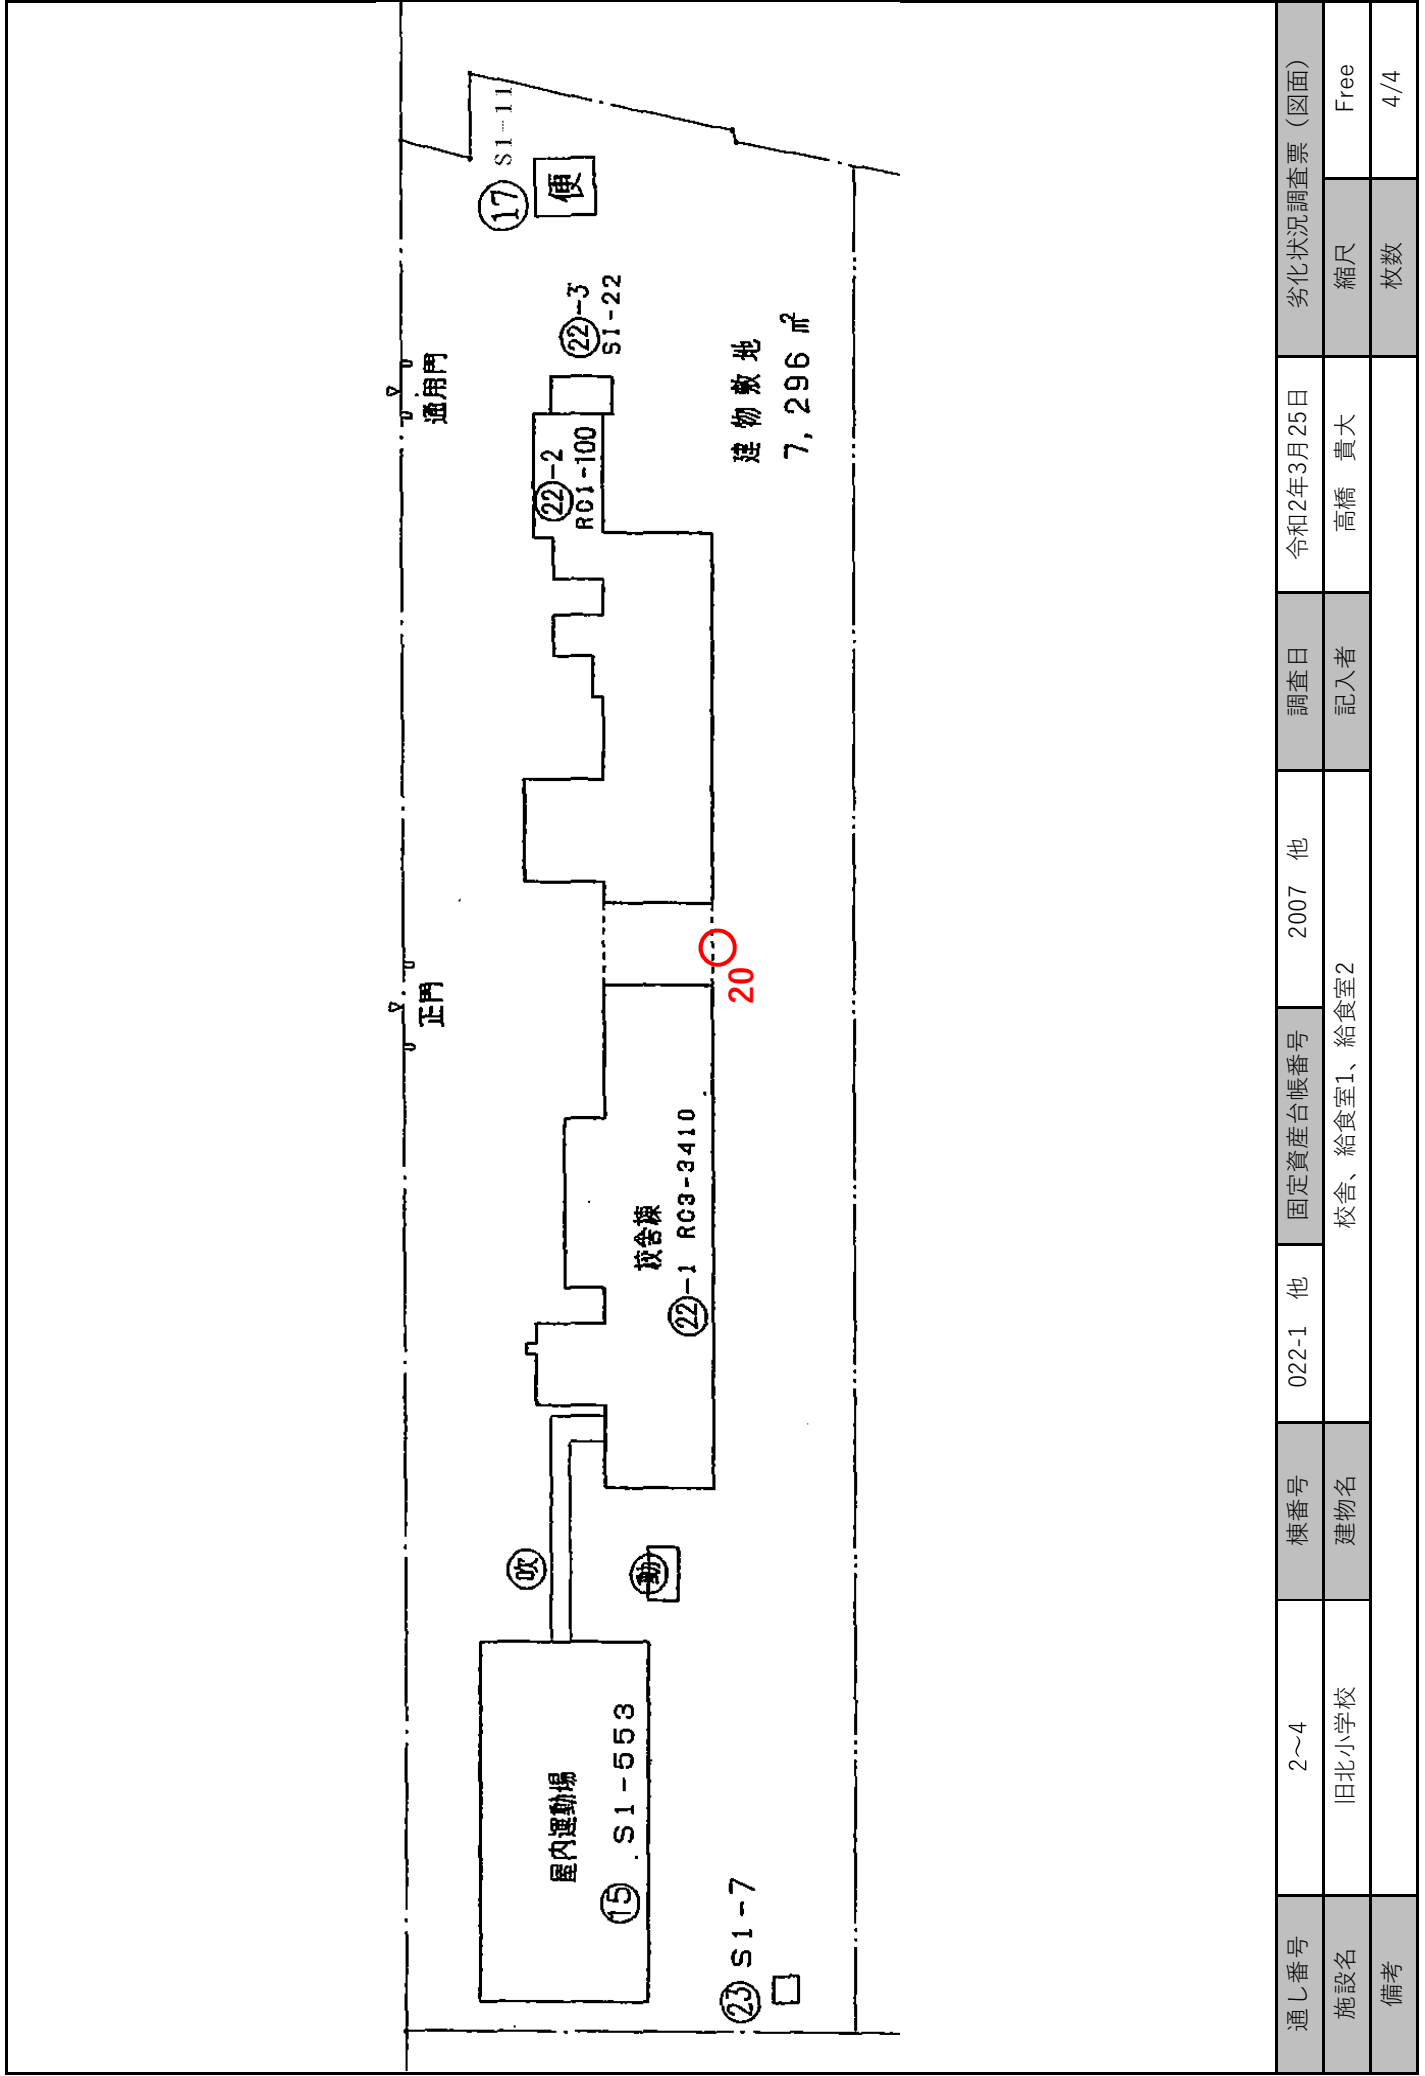 正門
通用門
吹
⑰ S1-11
便
屋内運動場
⑮ S1-553
動
校舎棟
㉒-1 RC3-3410
㉒-2
RC1-100
㉒-3
S1-22
㉓ S1-7
20
建物敷地
7,296㎡
通し番号 2～4 棟番号 022-1 他 固定資産台帳番号 2007 他 調査日 令和2年3月25日 劣化状況調査票（図面）
施設名 旧北小学校 建物名 校舎、給食室1、給食室2 記入者 高橋 貴大 縮尺 Free
備考 枚数 4/4